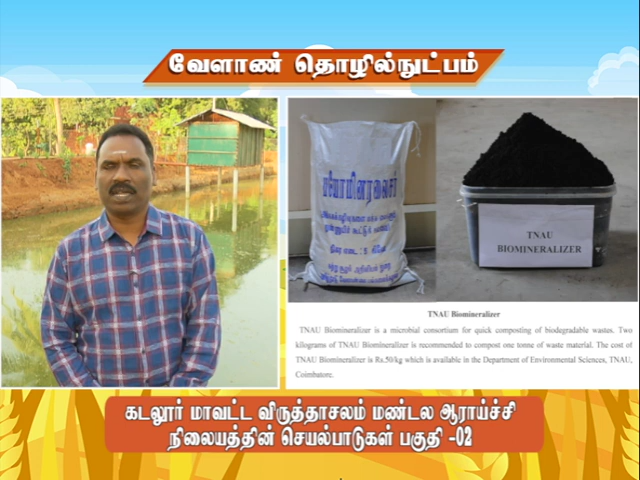 வேளாண் தொழில்நுட்பம்
TNAU
BIOMINERALIZER
TNAU Biomineralizer
TNAU Biomineralizer is a microbial consortium for quick composting of biodegradable wastes. Two
kilograms of TNAU Biomineralizer is recommended to compost one tonne of waste material. The cost of
TNAU Biomineralizer is Rs.50/kg which is available in the Department of Environmental Sciences, TNAU,
Coimbatore.
கடலூர் மாவட்ட விருத்தாசலம் மண்டல ஆராய்ச்சி
நிலையத்தின் செயல்பாடுகள் பகுதி -02